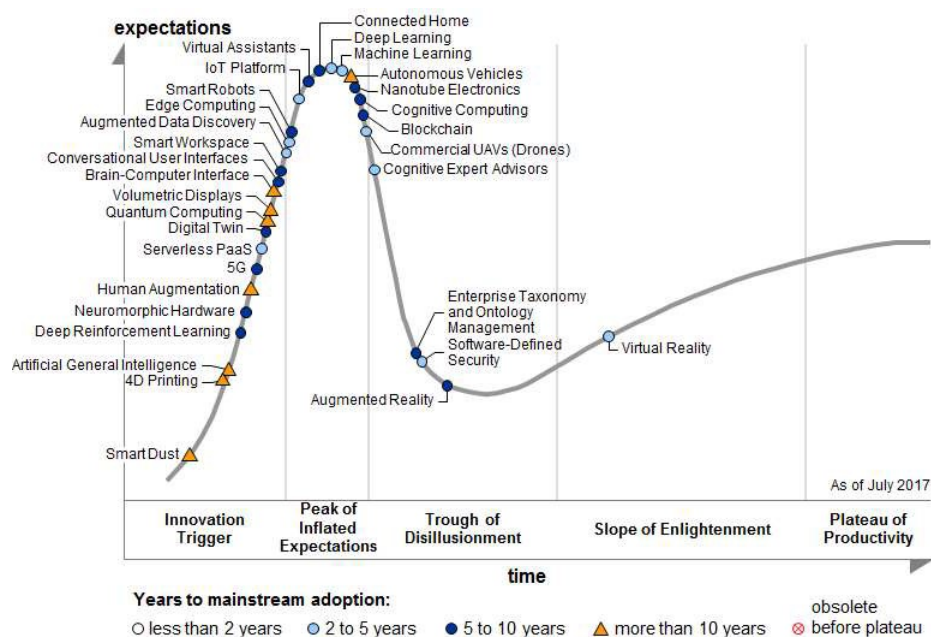 expectations
Connected Home
Deep Learning
Virtual Assistants
Machine Learning
IoT Platform
Autonomous Vehicles
Nanotube Electronics
Smart Robots
Edge Computing
Cognitive Computing
Augmented Data Discovery
Blockchain
Smart Workspace
Commercial UAVs (Drones)
Conversational User Interfaces
Cognitive Expert Advisors
Brain-Computer Interface
Volumetric Displays
Quantum Computing
Digital Twin
Serverless PaaS
5G
Human Augmentation
Enterprise Taxonomy
and Ontology
Management
Neuromorphic Hardware
Deep Reinforcement Learning
Software-Defined
Security
Virtual Reality
Artificial General Intelligence
4D Printing
Augmented Reality
Smart Dust
As of July 2017
Innovation
Trigger
Peak of
Inflated
Expectations
Trough of
Disillusionment
Slope of Enlightenment
Plateau of
Productivity
time
Years to mainstream adoption:
less than 2 years
2 to 5 years
5 to 10 years
more than 10 years
obsolete
before plateau